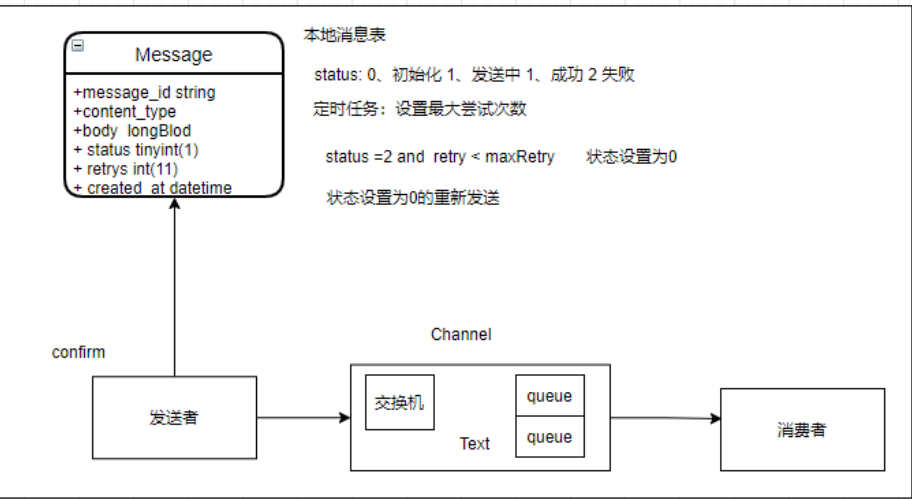 本地消息表
Message
status: 0、初始化 1、发送中 1、成功 2 失败
+message_id string
+content_type
定时任务：设置最大尝试次数
+body longBlod
+ status tinyint(1)
+ retrys int(11)
status =2 and retry < maxRetry 状态设置为0
+ created_at datetime
状态设置为0的重新发送
Channel
confirm
交换机
queue
发送者
Text
queue
消费者